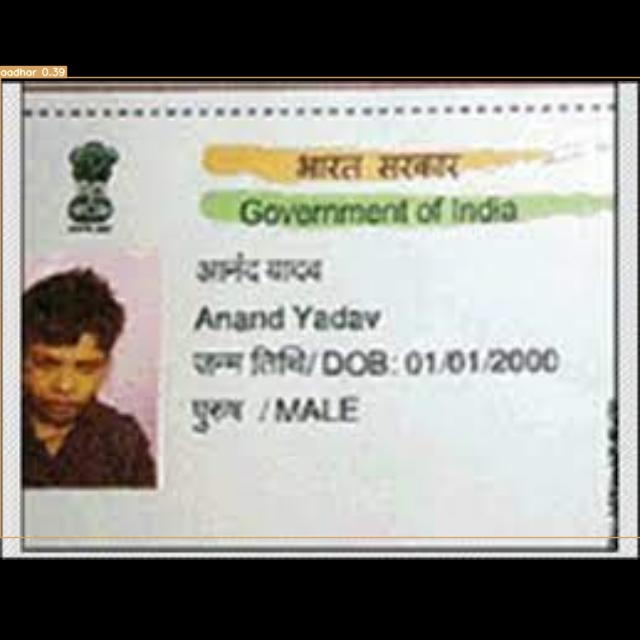 aadhar 0.39
भारत सरकार
Government of India
आनंद यादव
Anand Yadav
जन्म तिथि/ DOB: 01/01/2000
पुरुष / MALE